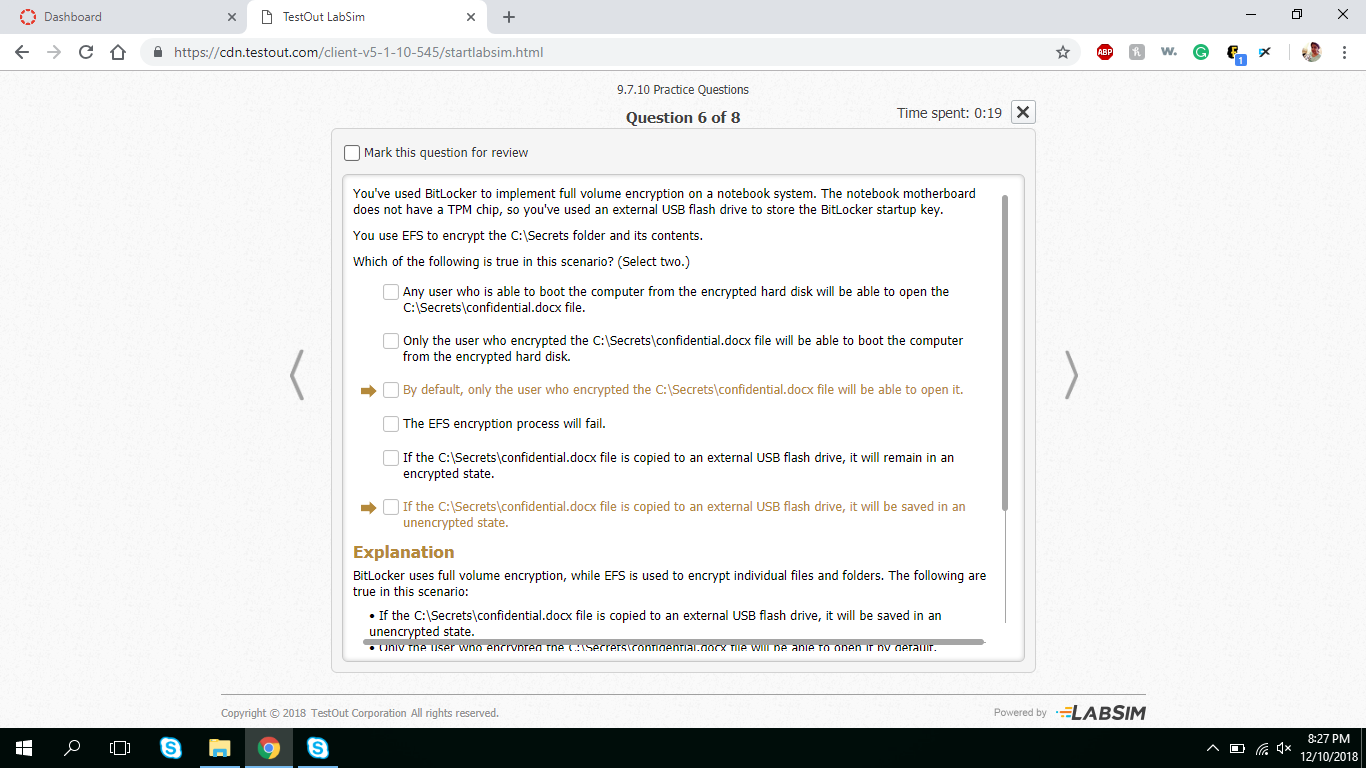 Dashboard
TestOut LabSim
https://cdn.testout.com/client-v5-1-10-545/startlabsim.html
ABP
w.
1
9.7.10 Practice Questions
Question 6 of 8
Time spent: 0:19
Mark this question for review
You've used BitLocker to implement full volume encryption on a notebook system. The notebook motherboard
does not have a TPM chip, so you've used an external USB flash drive to store the BitLocker startup key.
You use EFS to encrypt the C:\Secrets folder and its contents.
Which of the following is true in this scenario? (Select two.)
Any user who is able to boot the computer from the encrypted hard disk will be able to open the
C:\Secrets\confidential.docx file.
Only the user who encrypted the C:\Secrets\confidential.docx file will be able to boot the computer
from the encrypted hard disk.
By default, only the user who encrypted the C:\Secrets\confidential.docx file will be able to open it.
The EFS encryption process will fail.
If the C:\Secrets\confidential.docx file is copied to an external USB flash drive, it will remain in an
encrypted state.
If the C:\Secrets\confidential.docx file is copied to an external USB flash drive, it will be saved in an
unencrypted state.
Explanation
BitLocker uses full volume encryption, while EFS is used to encrypt individual files and folders. The following are
true in this scenario:
• If the C:\Secrets\confidential.docx file is copied to an external USB flash drive, it will be saved in an
unencrypted state.
• Only the user who encrypted the C:\Secrets\confidential.docx file will be able to open it by default.
Copyright © 2018 TestOut Corporation All rights reserved.
Powered by LABSIM
8:27 PM
12/10/2018